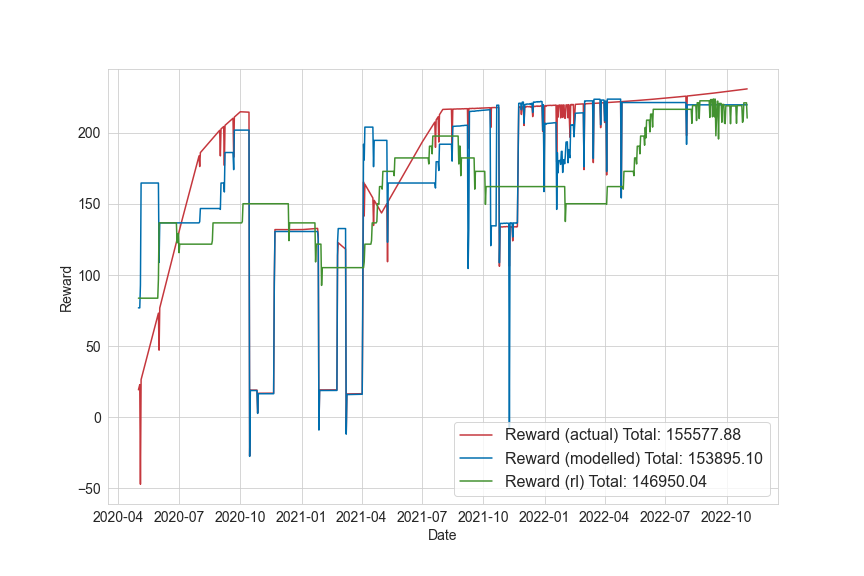 200
150
100
50
0
−50
Reward
Reward (actual) Total: 155577.88
Reward (modelled) Total: 153895.10
Reward (rl) Total: 146950.04
2020-04 2020-07 2020-10 2021-01 2021-04 2021-07 2021-10 2022-01 2022-04 2022-07 2022-10
Date